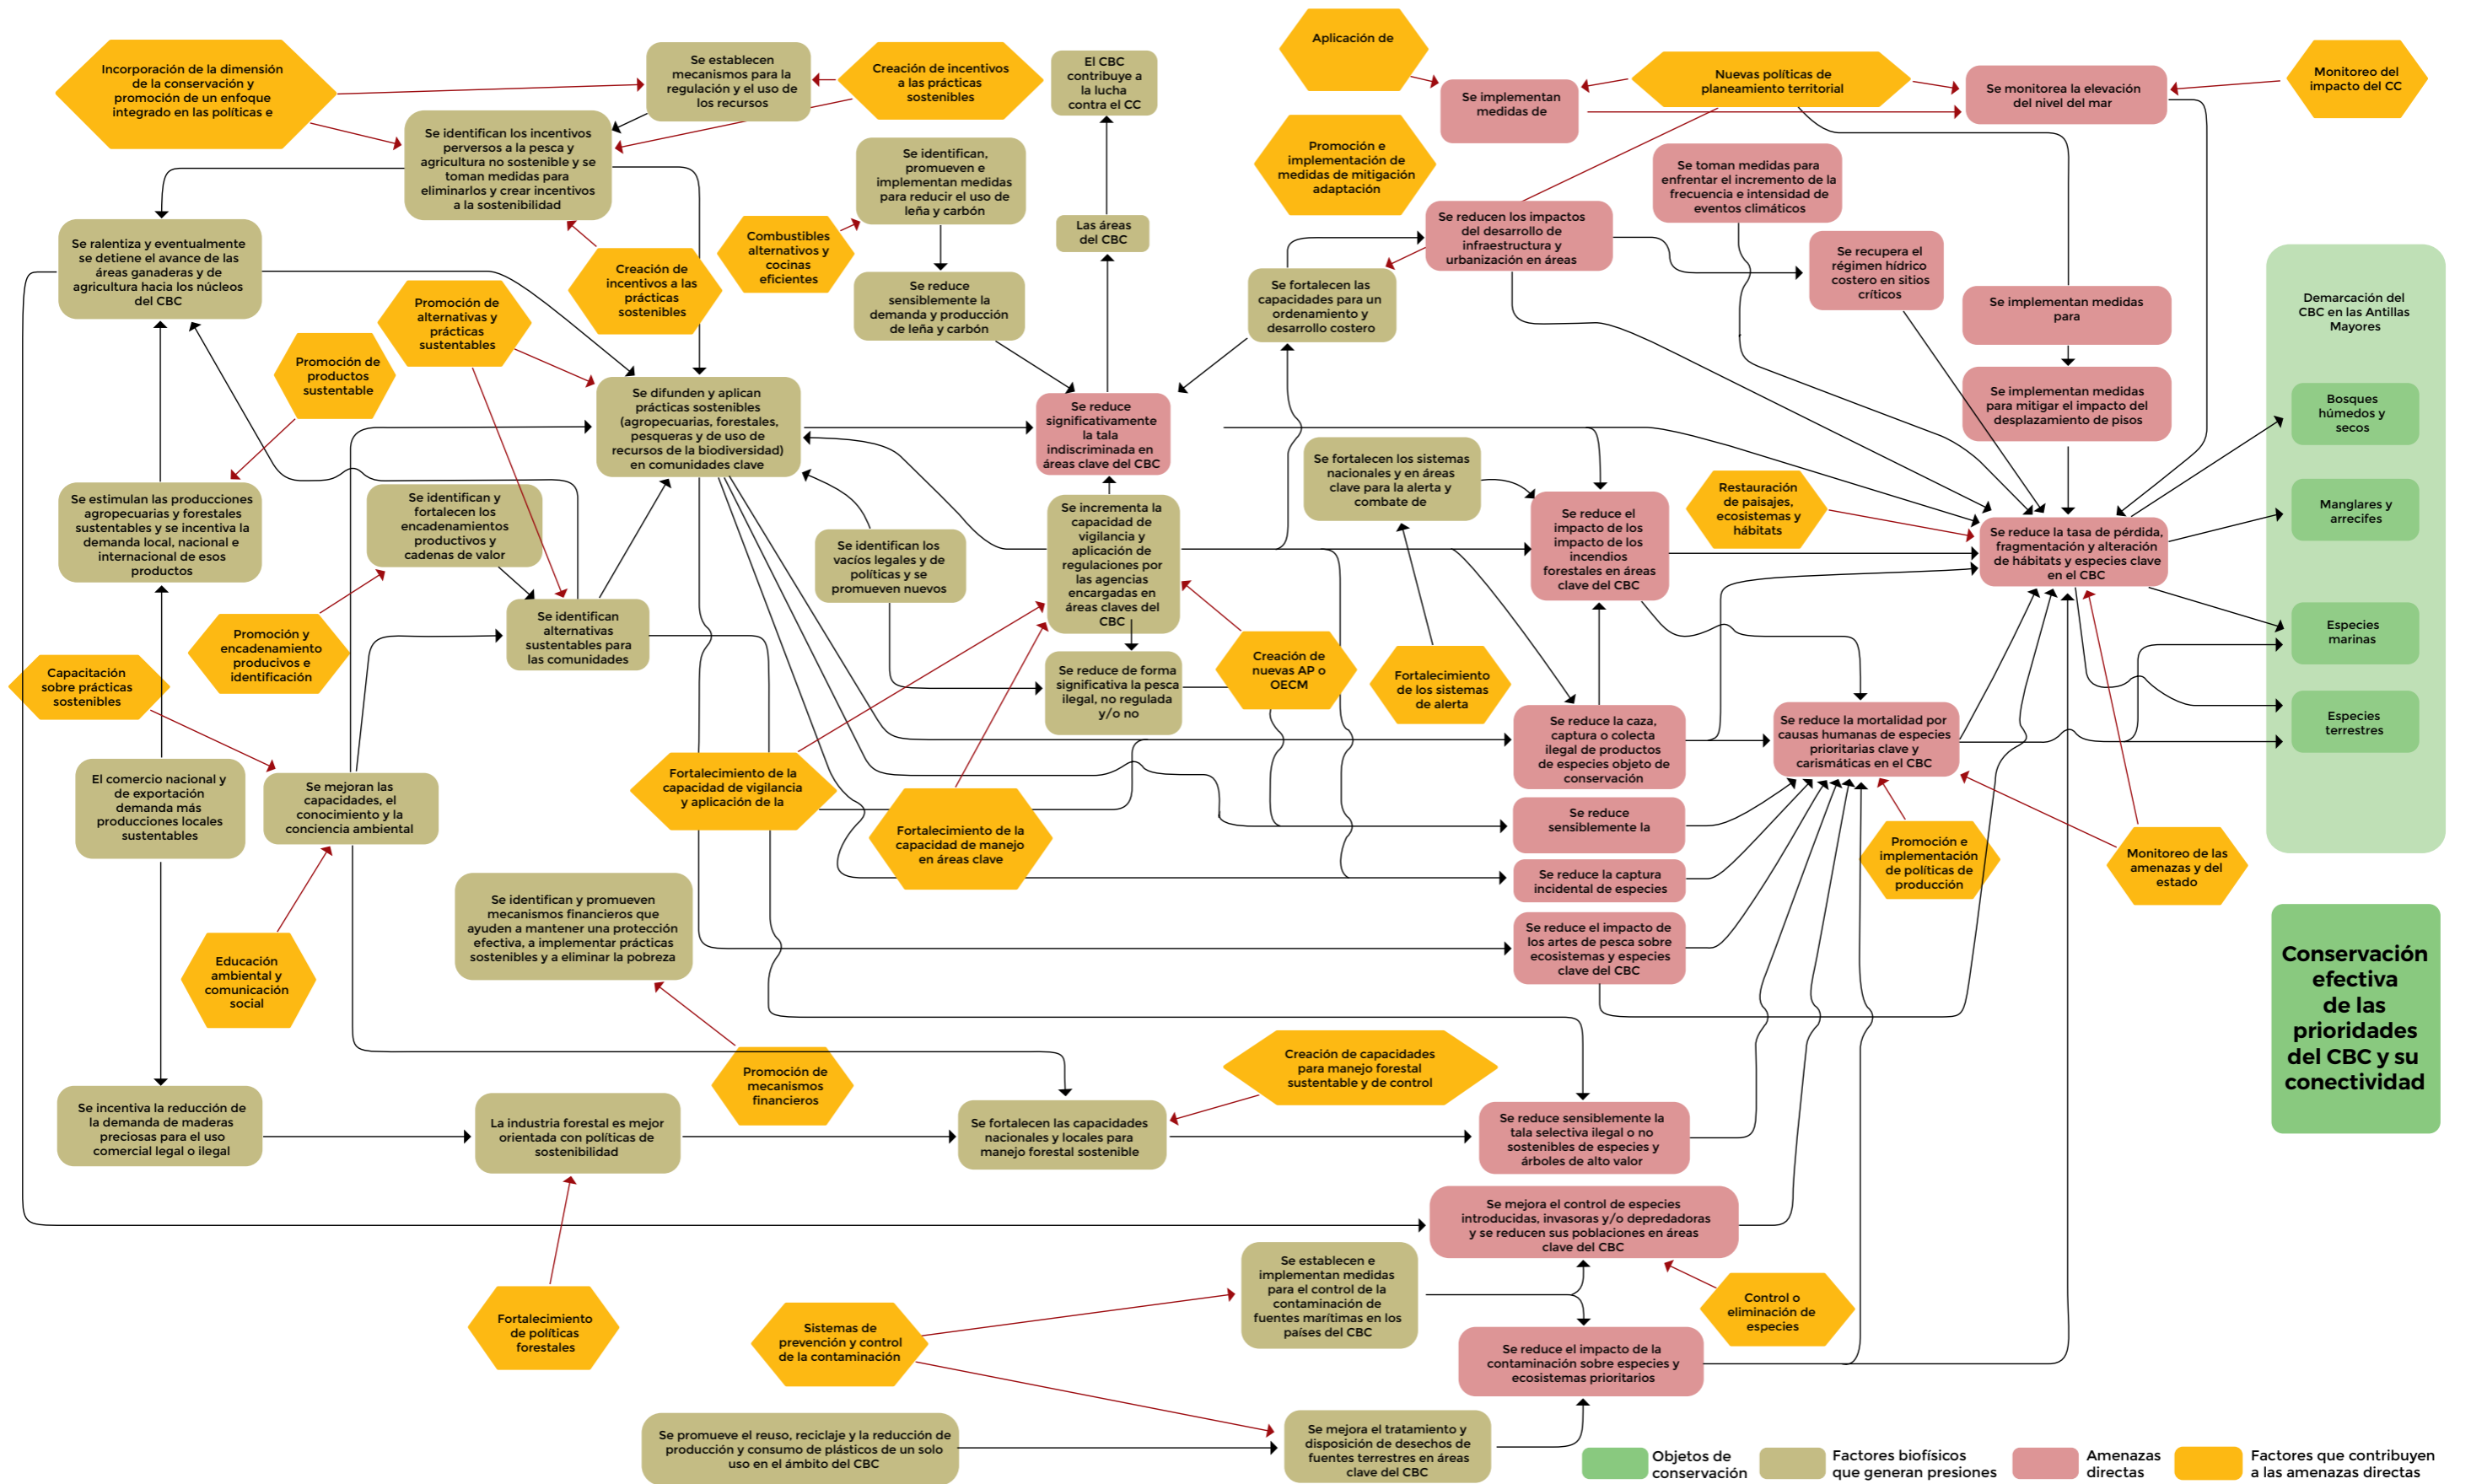 Incorporación de la dimensión
de la conservación y
promoción de un enfoque
integrado en las políticas e
Se establecen
mecanismos para la
regulación y el uso de
los recursos
Creación de incentivos
a las prácticas
sostenibles
El CBC
contribuye a
la lucha
contra el CC
Aplicación de
Se implementan
medidas de
Nuevas políticas de
planeamiento territorial
Se monitorea la elevación
del nivel del mar
Monitoreo del
impacto del CC
Se identifican los incentivos
perversos a la pesca y
agricultura no sostenible y se
toman medidas para
eliminarlos y crear incentivos
a la sostenibilidad
Se identifican,
promueven e
implementan medidas
para reducir el uso de
leña y carbón
Promoción e
implementación de
medidas de mitigación
adaptación
Se toman medidas para
enfrentar el incremento de la
frecuencia e intensidad de
eventos climáticos
Se ralentiza y eventualmente
se detiene el avance de las
áreas ganaderas y de
agricultura hacia los núcleos
del CBC
Creación de
incentivos a las
prácticas
sostenibles
Combustibles
alternativos y
cocinas
eficientes
Las áreas
del CBC
Se reducen los impactos
del desarrollo de
infraestructura y
urbanización en áreas
Se recupera el
régimen hídrico
costero en sitios
críticos
Se reduce
sensiblemente la
demanda y producción
de leña y carbón
Se fortalecen las
capacidades para un
ordenamiento y
desarrollo costero
Se implementan medidas
para
Demarcación del
CBC en las Antillas
Mayores
Promoción de
alternativas y
prácticas
sustentables
Promoción de
productos
sustentable
Se difunden y aplican
prácticas sostenibles
(agropecuarias, forestales,
pesqueras y de uso de
recursos de la biodiversidad)
en comunidades clave
Se reduce
significativamente
la tala
indiscriminada en
áreas clave del CBC
Se implementan medidas
para mitigar el impacto del
desplazamiento de pisos
Bosques
húmedos y
secos
Se estimulan las producciones
agropecuarias y forestales
sustentables y se incentiva la
demanda local, nacional e
internacional de esos
productos
Se identifican y
fortalecen los
encadenamientos
productivos y
cadenas de valor
Se identifican los
vacíos legales y de
políticas y se
promueven nuevos
Se incrementa la
capacidad de
vigilancia y
aplicación de
regulaciones por
las agencias
encargadas en
áreas claves del
CBC
Se fortalecen los sistemas
nacionales y en áreas
clave para la alerta y
combate de
Se reduce el
impacto de los
impacto de los
incendios
forestales en áreas
clave del CBC
Restauración
de paisajes,
ecosistemas y
hábitats
Se reduce la tasa de pérdida,
fragmentación y alteración
de hábitats y especies clave
en el CBC
Manglares y
arrecifes
Promoción y
encadenamiento
producivos e
identificación
Se identifican
alternativas
sustentables para
las comunidades
Se reduce de forma
significativa la pesca
ilegal, no regulada
y/o no
Creación de
nuevas AP o
OECM
Fortalecimiento
de los sistemas
de alerta
Especies
marinas
Capacitación
sobre prácticas
sostenibles
Se reduce la caza,
captura o colecta
ilegal de productos
de especies objeto de
conservación
Se reduce la mortalidad por
causas humanas de especies
prioritarias clave y
carismáticas en el CBC
Especies
terrestres
El comercio nacional y
de exportación
demanda más
producciones locales
sustentables
Se mejoran las
capacidades, el
conocimiento y la
conciencia ambiental
Fortalecimiento de la
capacidad de vigilancia
y aplicación de la
Fortalecimiento de la
capacidad de manejo
en áreas clave
Se reduce
sensiblemente la
Promoción e
implementación
de políticas de
producción
Monitoreo de las
amenazas y del
estado
Se reduce la captura
incidental de especies
Se identifican y promueven
mecanismos financieros que
ayuden a mantener una protección
efectiva, a implementar prácticas
sostenibles y a eliminar la pobreza
Se reduce el impacto de
los artes de pesca sobre
ecosistemas y especies
clave del CBC
Educación
ambiental y
comunicación
social
Conservación
efectiva
de las
prioridades
del CBC y su
conectividad
Promoción de
mecanismos
financieros
Creación de capacidades
para manejo forestal
sustentable y de control
Se incentiva la reducción de
la demanda de maderas
preciosas para el uso
comercial legal o ilegal
La industria forestal es mejor
orientada con políticas de
sostenibilidad
Se fortalecen las capacidades
nacionales y locales para
manejo forestal sostenible
Se reduce sensiblemente la
tala selectiva ilegal o no
sostenibles de especies y
árboles de alto valor
Se mejora el control de especies
introducidas, invasoras y/o depredadoras
y se reducen sus poblaciones en áreas
clave del CBC
Se establecen e
implementan medidas
para el control de la
contaminación de
fuentes marítimas en los
países del CBC
Control o
eliminación de
especies
Fortalecimiento
de políticas
forestales
Sistemas de
prevención y control
de la contaminación
Se reduce el impacto de la
contaminación sobre especies y
ecosistemas prioritarios
Se promueve el reuso, reciclaje y la reducción de
producción y consumo de plásticos de un solo
uso en el ámbito del CBC
Se mejora el tratamiento y
disposición de desechos de
fuentes terrestres en áreas
clave del CBC
Objetos de
conservación
Factores biofísicos
que generan presiones
Amenazas
directas
Factores que contribuyen
a las amenazas directas